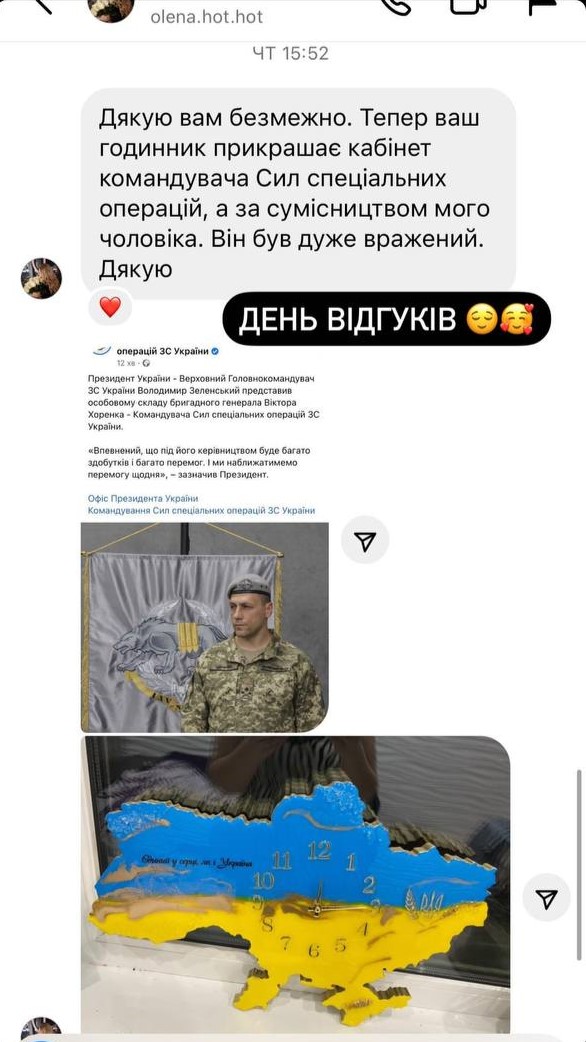 olena.hot.hot
ЧТ 15:52
Дякую вам безмежно. Тепер ваш
годинник прикрашає кабінет
командувача Сил спеціальних
операцій, а за сумісництвом мого
чоловіка. Він був дуже вражений.
Дякую
ДЕНЬ ВІДГУКІВ
операцій ЗС України
12 хв
Президент України - Верховний Головнокомандувач
ЗС України Володимир Зеленський представив
особовому складу бригадного генерала Віктора
Хоренка - Командувача Сил спеціальних операцій ЗС
України.
«Впевнений, що під його керівництвом буде багато
здобутків і багато перемог. І ми наближатимемо
перемогу щодня», – зазначив Президент.
Офіс Президента України
Командування Сил спеціальних операцій ЗС України
12
11 1
10 2
9 3
8 4
7 6 5